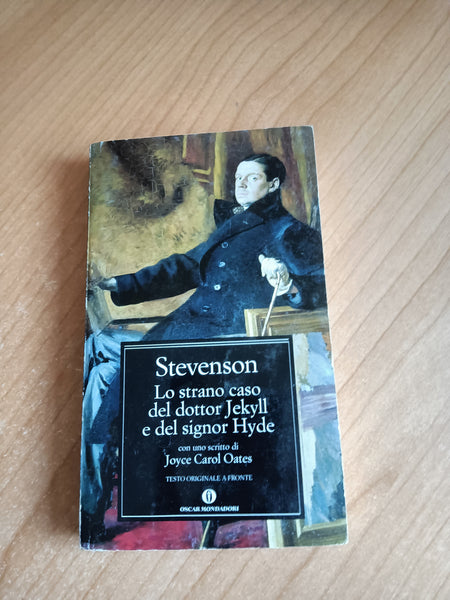 Stevenson
Lo strano caso
del dottor Jekyll
e del signor Hyde
con uno scritto di
Joyce Carol Oates
TESTO ORIGINALE A FRONTE
OSCAR MONDADORI